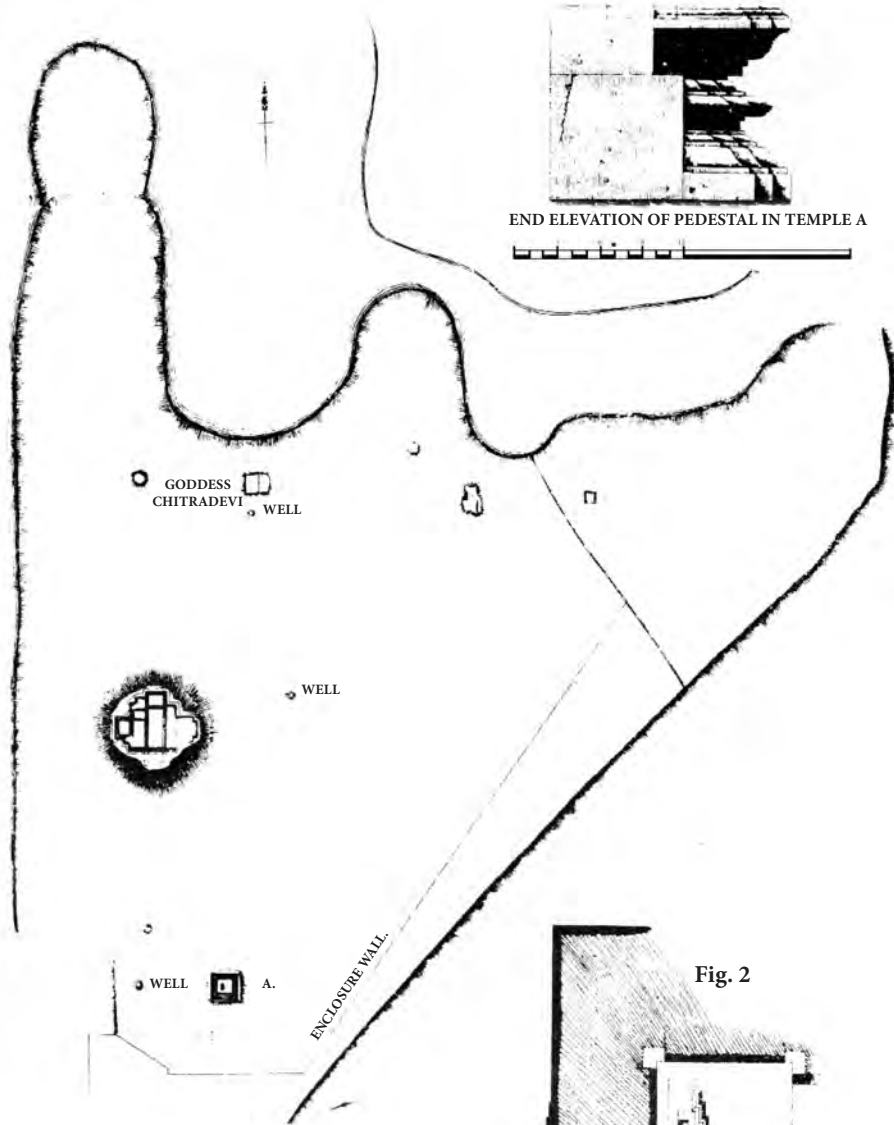 END ELEVATION OF PEDESTAL IN TEMPLE A
GODDESS
CHITRADEVI
WELL
WELL
ENCLOSURE WALL.
WELL
A.
Fig. 2